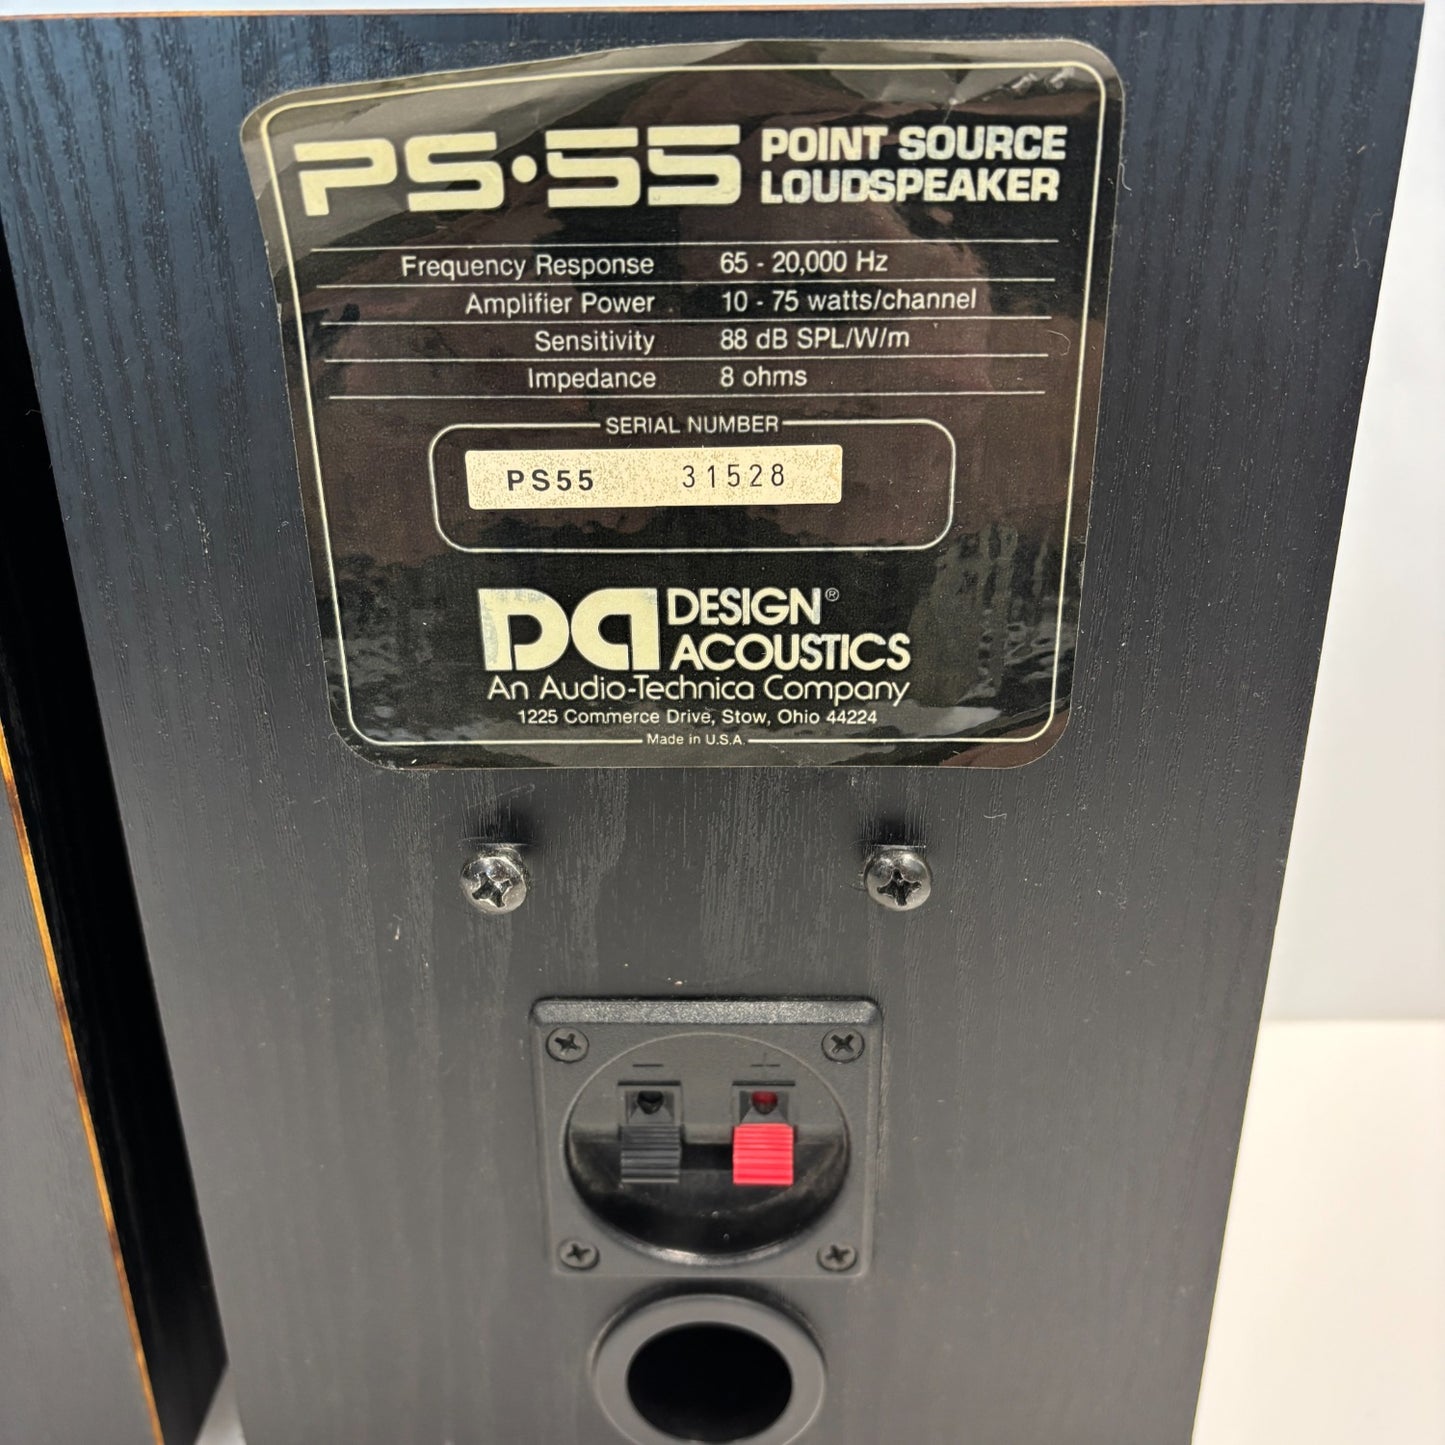 PS•55 POINT SOURCE
LOUDSPEAKER
Frequency Response 65 - 20,000 Hz
Amplifier Power 10 - 75 watts/channel
Sensitivity 88 dB SPL/W/m
Impedance 8 ohms
SERIAL NUMBER
PS55 31528
DA DESIGN®
ACOUSTICS
An Audio-Technica Company
1225 Commerce Drive, Stow, Ohio 44224
Made in U.S.A.
− +